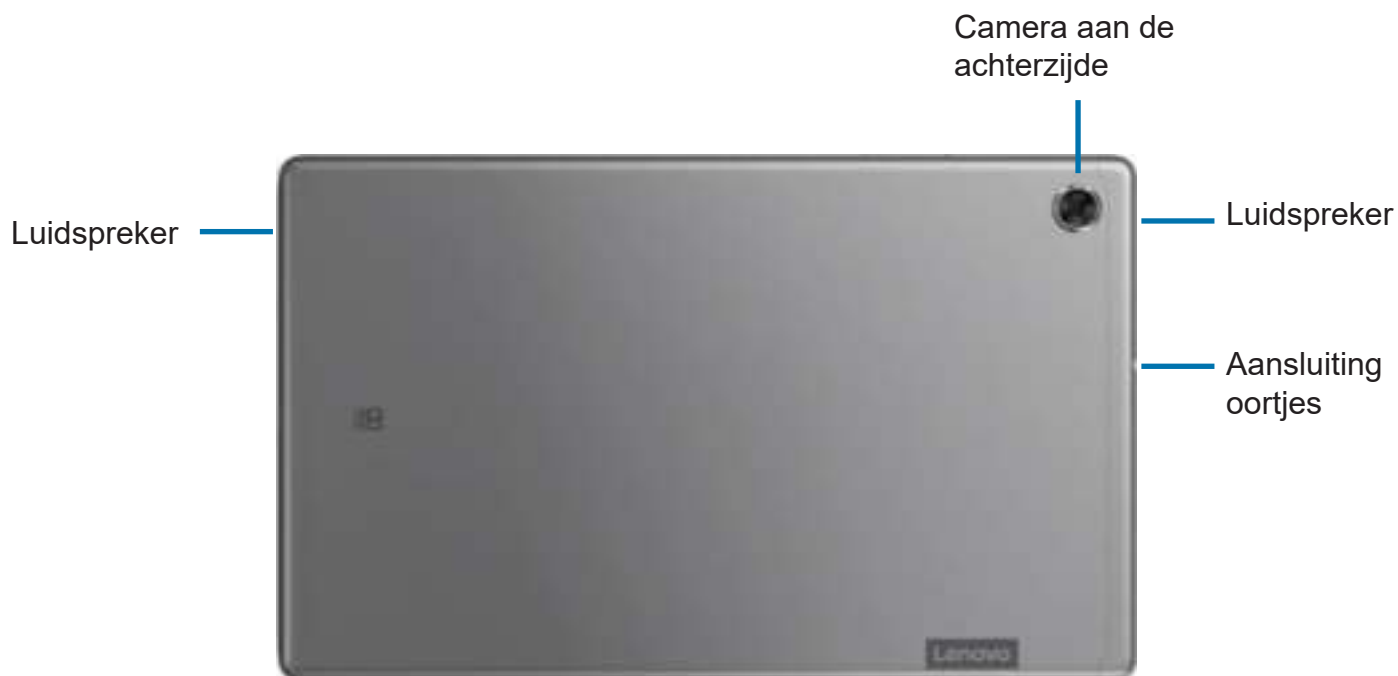 Camera aan de
achterzijde
Luidspreker
Luidspreker
Aansluiting
oortjes
Lenovo